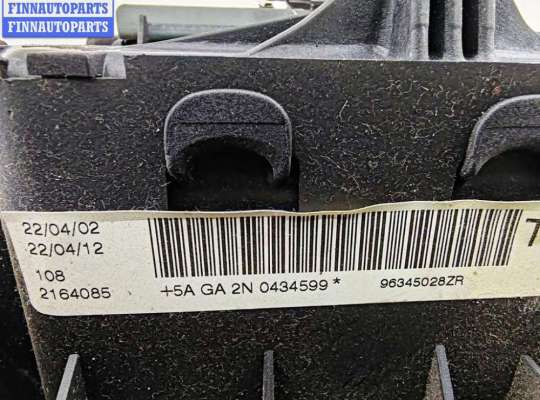 FINNAUTOPARTS
FINNAUTOPARTS
22/04/02
22/04/12
108
2164085
+5A GA 2N 0434599 *
96345028ZR